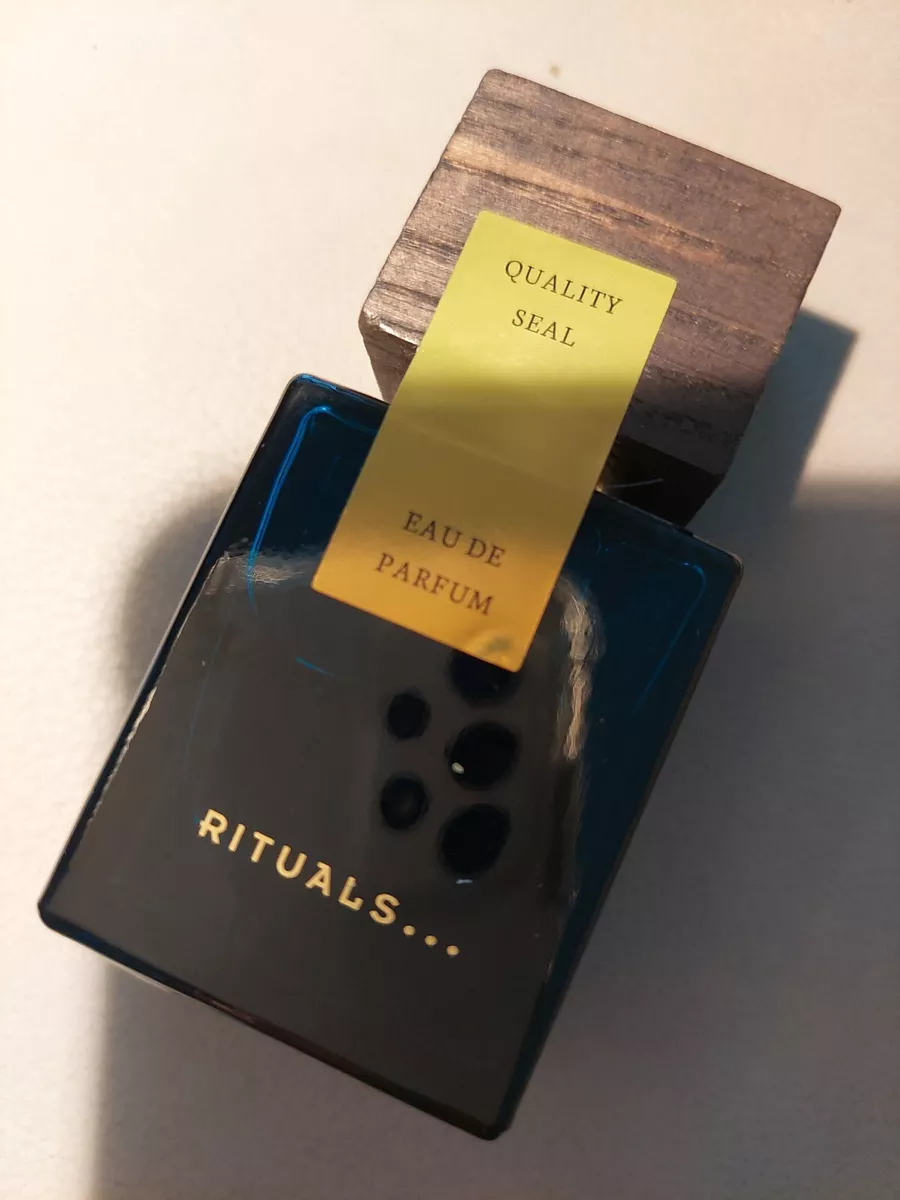 QUALITY
SEAL
EAU DE
PARFUM
RITUALS...